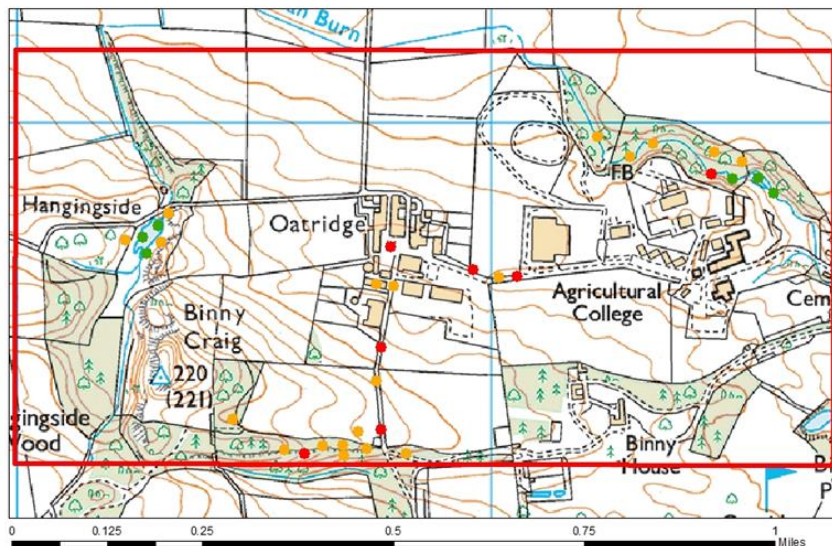 an Burn
Hangingside
Oatridge
FB
Agricultural
College
Cem
Binny
Craig
220
(221)
gingside
Wood
Binny
House
0
0.125
0.25
0.5
0.75
1
Miles